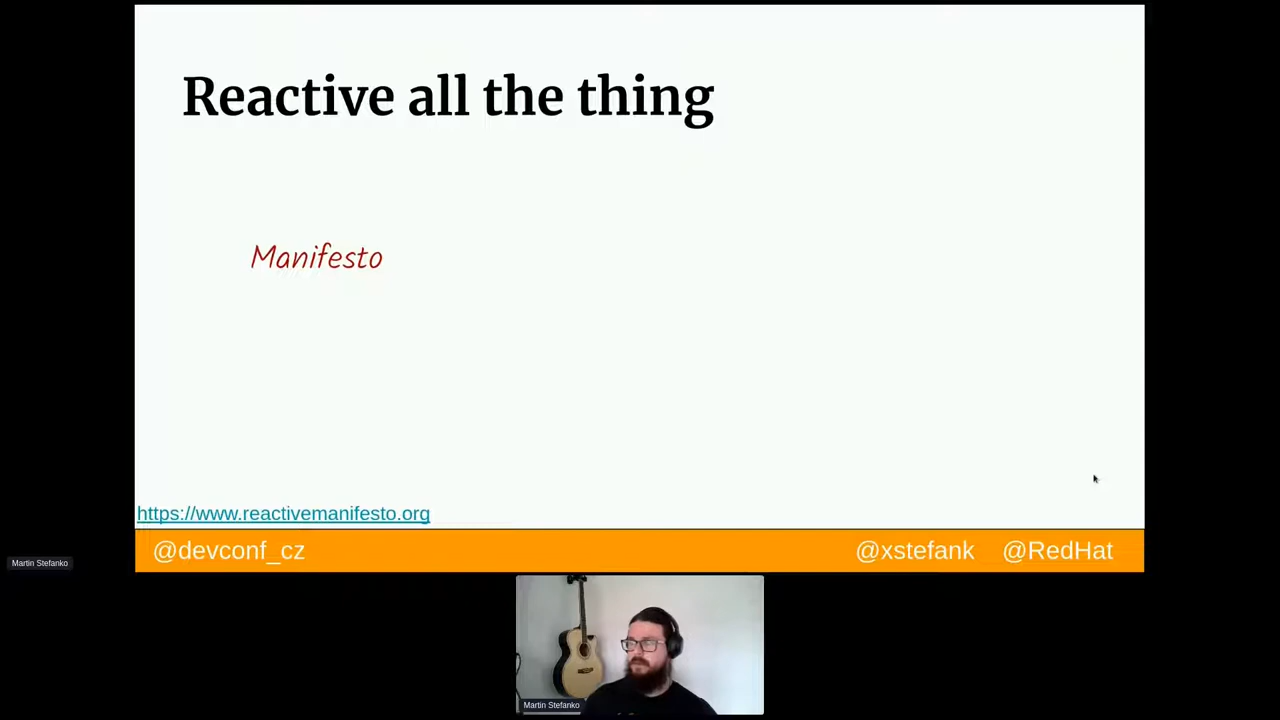 Reactive all the thing
Manifesto
https://www.reactivemanifesto.org
@devconf_cz
@xstefank @RedHat
Martin Stefanko
Martin Stefanko